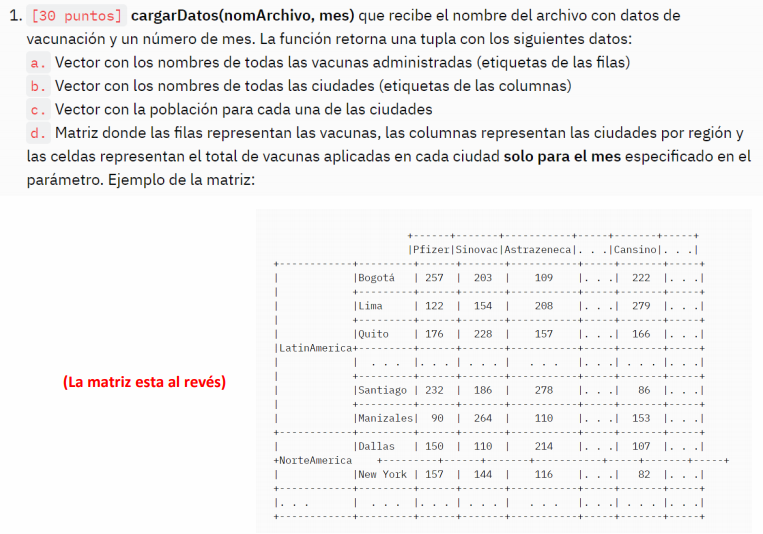 1. [30 puntos] cargarDatos(nomArchivo, mes) que recibe el nombre del archivo con datos de
vacunación y un número de mes. La función retorna una tupla con los siguientes datos:
a. Vector con los nombres de todas las vacunas administradas (etiquetas de las filas)
b. Vector con los nombres de todas las ciudades (etiquetas de las columnas)
c. Vector con la población para cada una de las ciudades
d. Matriz donde las filas representan las vacunas, las columnas representan las ciudades por región y
las celdas representan el total de vacunas aplicadas en cada ciudad solo para el mes especificado en el
parámetro. Ejemplo de la matriz:
(La matriz esta al revés)
|Pfizer|Sinovac|Astrazeneca|. . .|Cansino|. . .|
|Bogotá | 257 | 203 | 109 |. . .| 222 |. . .|
|Lima | 122 | 154 | 208 |. . .| 279 |. . .|
|Quito | 176 | 228 | 157 |. . .| 166 |. . .|
|LatinAmerica
| . . . |. . . | . . . | . . . |. . .| . . . |. . .|
|Santiago | 232 | 186 | 278 |. . .| 86 |. . .|
|Manizales| 90 | 264 | 110 |. . .| 153 |. . .|
|Dallas | 150 | 110 | 214 |. . .| 107 |. . .|
+NorteAmerica
|New York | 157 | 144 | 116 |. . .| 82 |. . .|
|. . . | . . . |. . . | . . . | . . . |. . .| . . . |. . .|